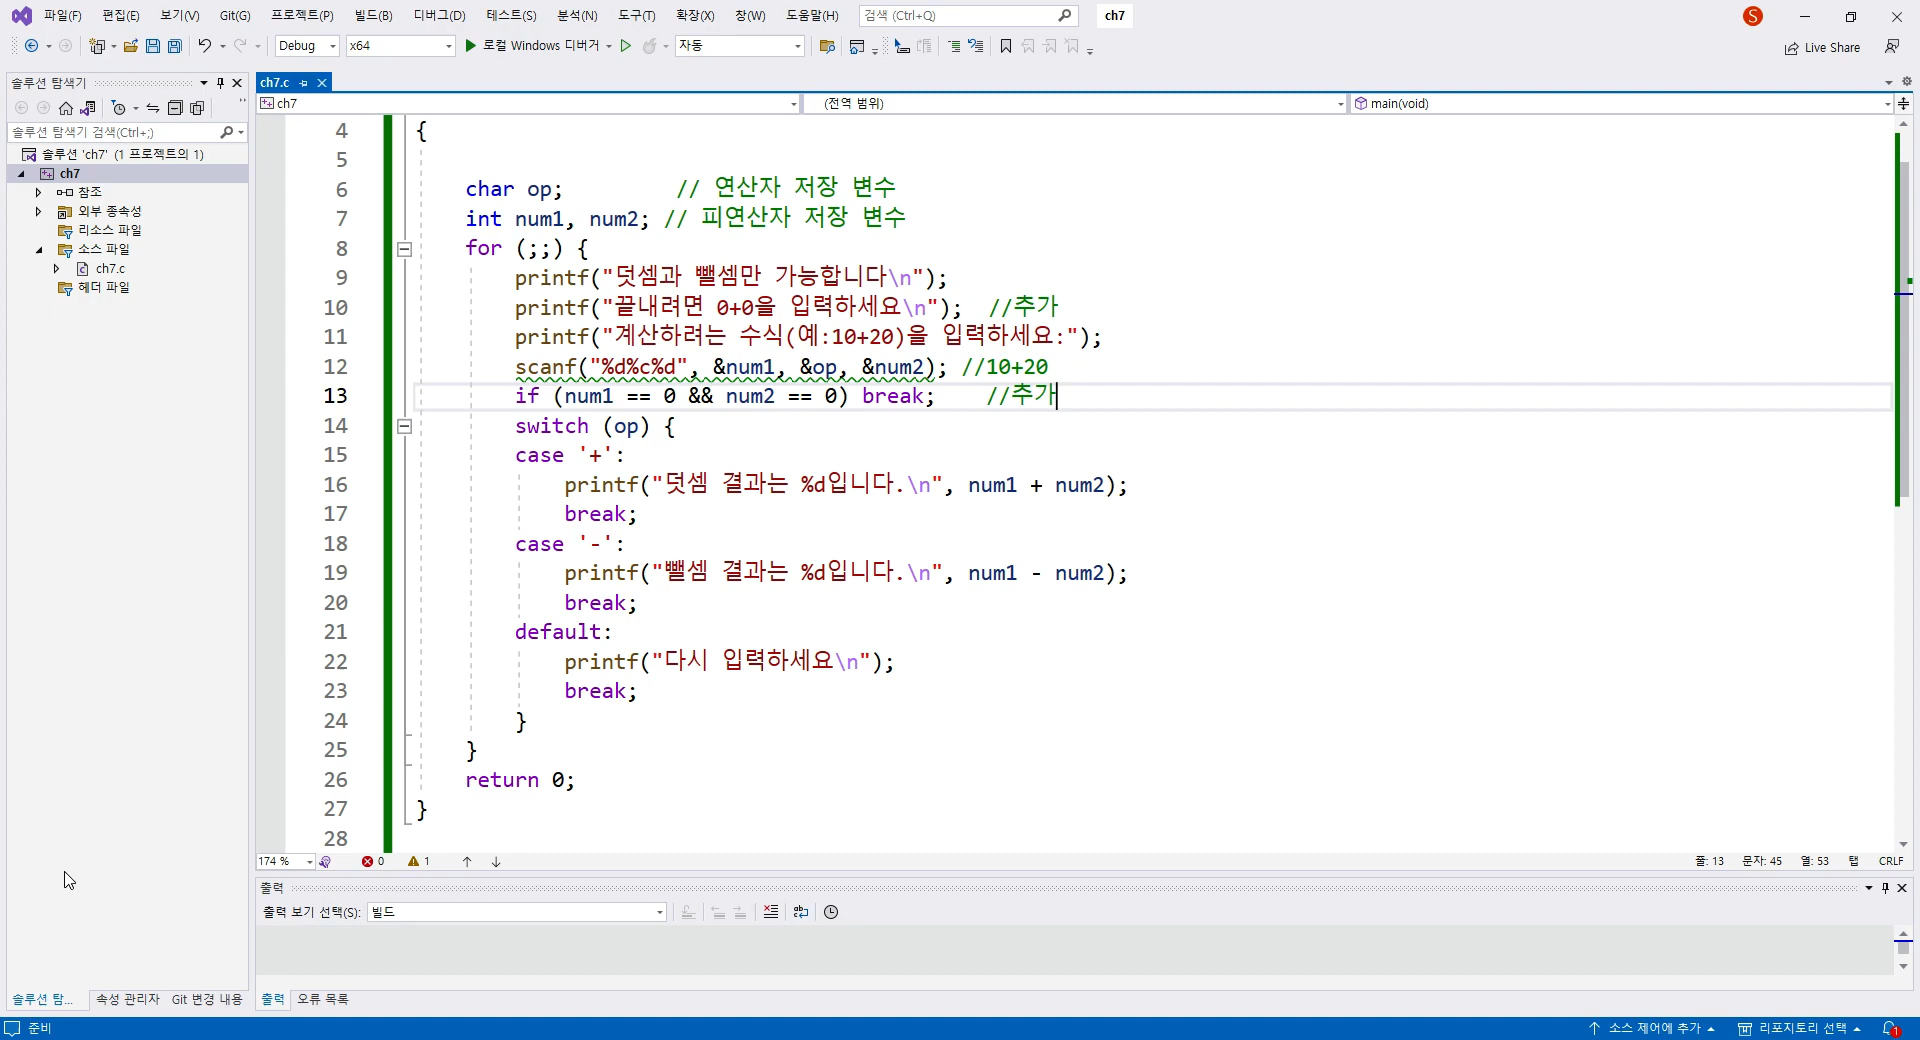 파일(F) 편집(E) 보기(V) Git(G) 프로젝트(P) 빌드(B) 디버그(D) 테스트(S) 분석(N) 도구(T) 확장(X) 창(W) 도움말(H) 검색 (Ctrl+Q) ch7 S
Debug x64 로컬 Windows 디버거 자동 Live Share
솔루션 탐색기
솔루션 탐색기 검색(Ctrl+;)
솔루션 'ch7' (1 프로젝트의 1)
ch7
참조
외부 종속성
리소스 파일
소스 파일
ch7.c
헤더 파일
솔루션 탐... 속성 관리자 Git 변경 내용
ch7.c
ch7 (전역 범위) main(void)
4 {
5
6 char op; // 연산자 저장 변수
7 int num1, num2; // 피연산자 저장 변수
8 for (;;) {
9 printf("덧셈과 뺄셈만 가능합니다\n");
10 printf("끝내려면 0+0을 입력하세요\n"); //추가
11 printf("계산하려는 수식(예:10+20)을 입력하세요:");
12 scanf("%d%c%d", &num1, &op, &num2); //10+20
13 if (num1 == 0 && num2 == 0) break; //추가
14 switch (op) {
15 case '+':
16 printf("덧셈 결과는 %d입니다.\n", num1 + num2);
17 break;
18 case '-':
19 printf("뺄셈 결과는 %d입니다.\n", num1 - num2);
20 break;
21 default:
22 printf("다시 입력하세요\n");
23 break;
24 }
25 }
26 return 0;
27 }
28
174 % 0 1 줄: 13 문자: 45 열: 53 탭 CRLF
출력
출력 보기 선택(S): 빌드
출력 오류 목록
준비 소스 제어에 추가 리포지토리 선택 1